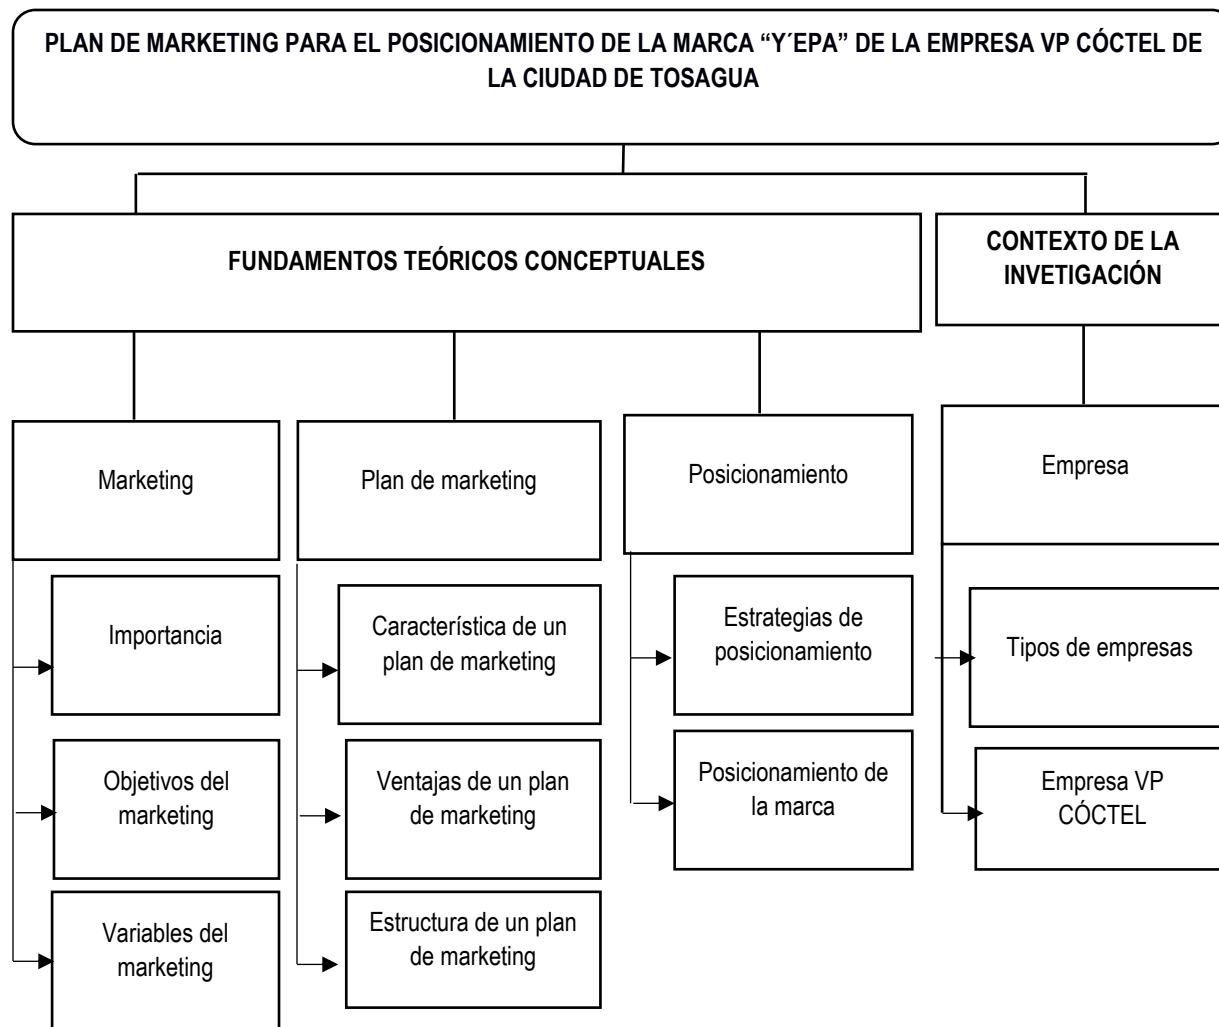 PLAN DE MARKETING PARA EL POSICIONAMIENTO DE LA MARCA “Y´EPA” DE LA EMPRESA VP CÓCTEL DE
LA CIUDAD DE TOSAGUA
FUNDAMENTOS TEÓRICOS CONCEPTUALES
CONTEXTO DE LA
INVETIGACIÓN
Marketing
Importancia
Objetivos del
marketing
Variables del
marketing
Plan de marketing
Característica de un
plan de marketing
Ventajas de un plan
de marketing
Estructura de un plan
de marketing
Posicionamiento
Estrategias de
posicionamiento
Posicionamiento de
la marca
Empresa
Tipos de empresas
Empresa VP
CÓCTEL